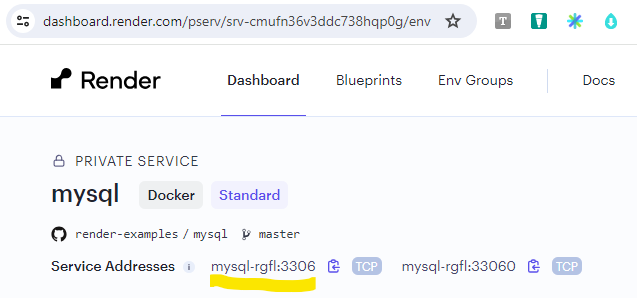 dashboard.render.com/pserv/srv-cmufn36v3ddc738hqp0g/env
T
Render Dashboard Blueprints Env Groups Docs
PRIVATE SERVICE
mysql Docker Standard
render-examples / mysql master
Service Addresses i mysql-rgfl:3306 TCP mysql-rgfl:33060 TCP